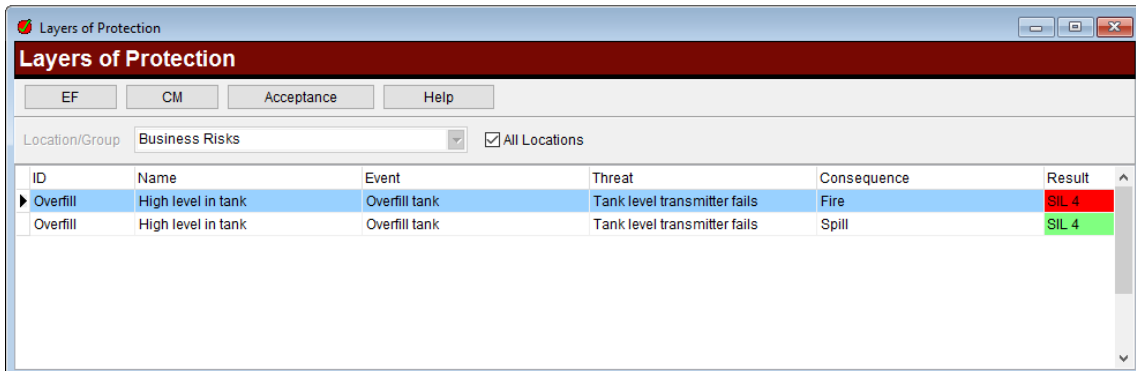 Layers of Protection
Layers of Protection
EF CM Acceptance Help
Location/Group Business Risks All Locations
ID Name Event Threat Consequence Result
Overfill High level in tank Overfill tank Tank level transmitter fails Fire SIL 4
Overfill High level in tank Overfill tank Tank level transmitter fails Spill SIL 4